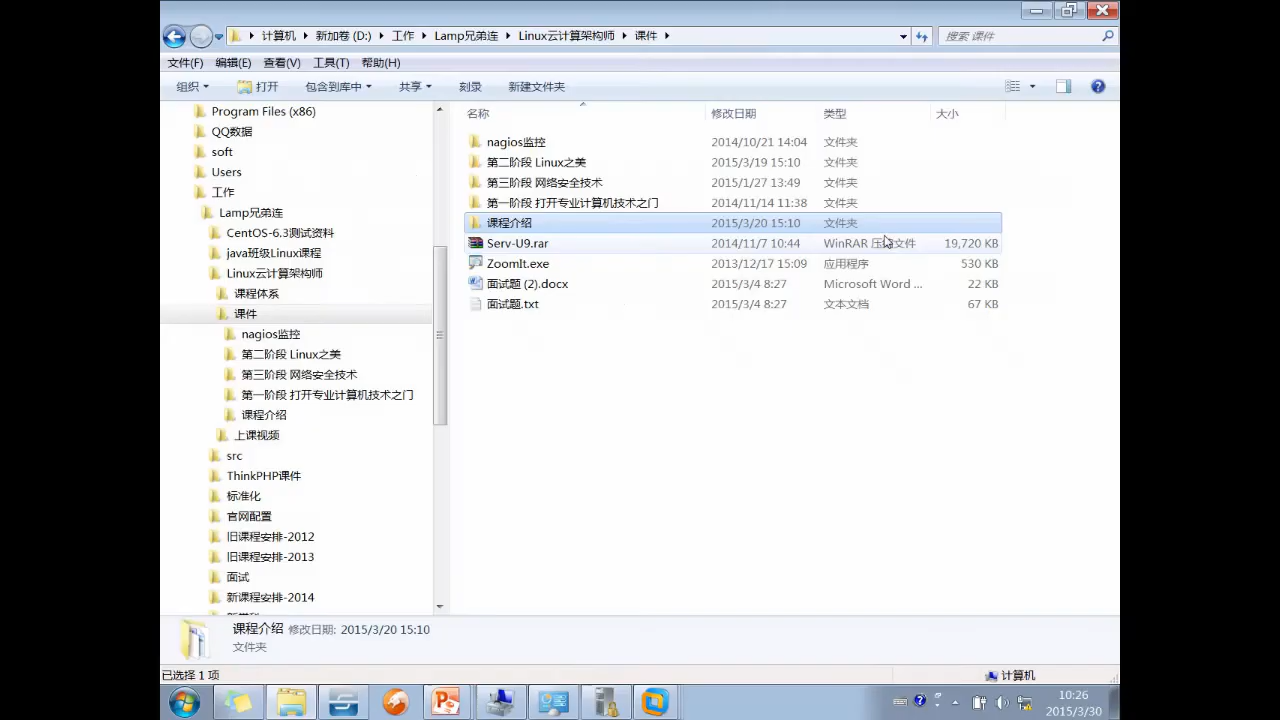 计算机 新加卷 (D:) 工作 Lamp兄弟连 Linux云计算架构师 课件
搜索 课件
文件(F) 编辑(E) 查看(V) 工具(T) 帮助(H)
组织 打开 包含到库中 共享 刻录 新建文件夹
Program Files (x86)
QQ数据
soft
Users
工作
Lamp兄弟连
CentOS-6.3测试资料
java班级Linux课程
Linux云计算架构师
课程体系
课件
nagios监控
第二阶段 Linux之美
第三阶段 网络安全技术
第一阶段 打开专业计算机技术之门
课程介绍
上课视频
src
ThinkPHP课件
标准化
官网配置
旧课程安排-2012
旧课程安排-2013
面试
新课程安排-2014
名称 修改日期 类型 大小
nagios监控 2014/10/21 14:04 文件夹
第二阶段 Linux之美 2015/3/19 15:10 文件夹
第三阶段 网络安全技术 2015/1/27 13:49 文件夹
第一阶段 打开专业计算机技术之门 2014/11/14 11:38 文件夹
课程介绍 2015/3/20 15:10 文件夹
Serv-U9.rar 2014/11/7 10:44 WinRAR 压缩文件 19,720 KB
ZoomIt.exe 2013/12/17 15:09 应用程序 530 KB
面试题 (2).docx 2015/3/4 8:27 Microsoft Word ... 22 KB
面试题.txt 2015/3/4 8:27 文本文档 67 KB
课程介绍 修改日期: 2015/3/20 15:10
文件夹
已选择 1 项 计算机
10:26
2015/3/30